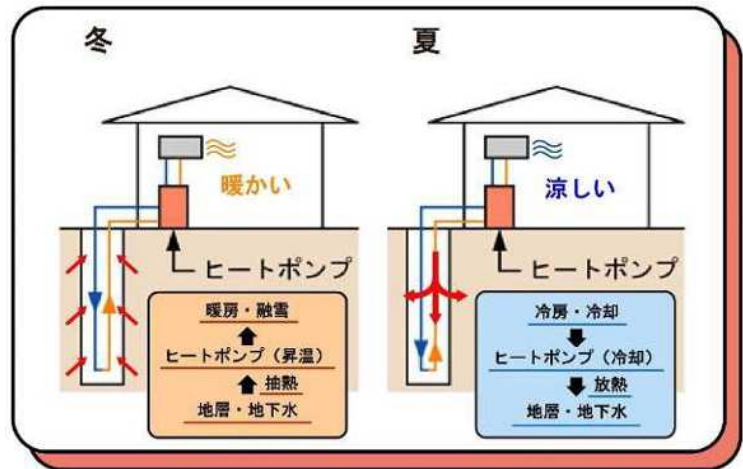 冬
暖かい
ヒートポンプ
暖房・融雪
ヒートポンプ（昇温）
抽熱
地層・地下水
夏
涼しい
ヒートポンプ
冷房・冷却
ヒートポンプ（冷却）
放熱
地層・地下水